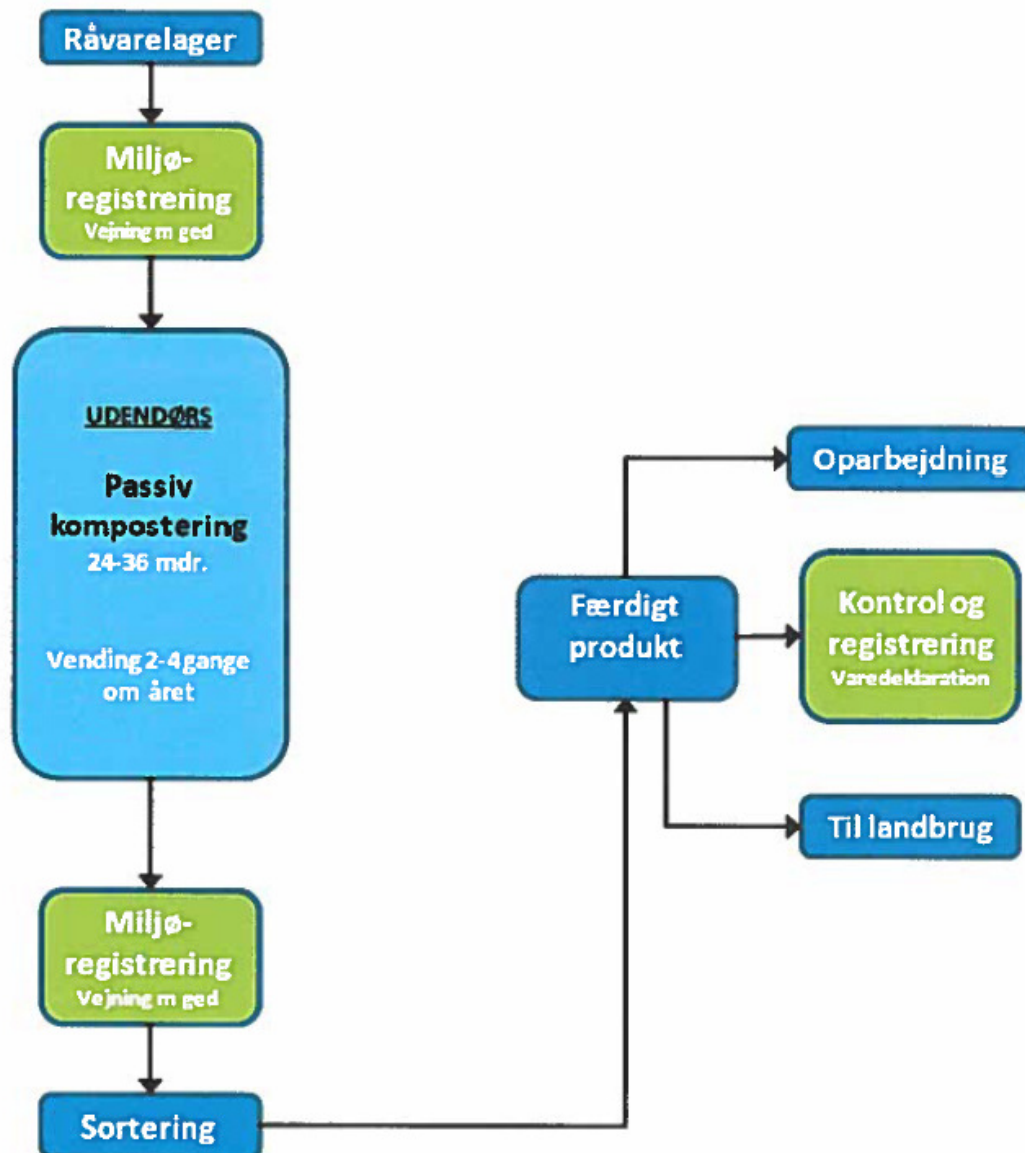 Råvarelager
Miljø-
registrering
Vejning m ged
UDENDØRS
Passiv
kompostering
24-36 mdr.
Vending 2-4 gange
om året
Miljø-
registrering
Vejning m ged
Sortering
Færdigt
produkt
Oparbejdning
Kontrol og
registrering
Varedeklaration
Til landbrug